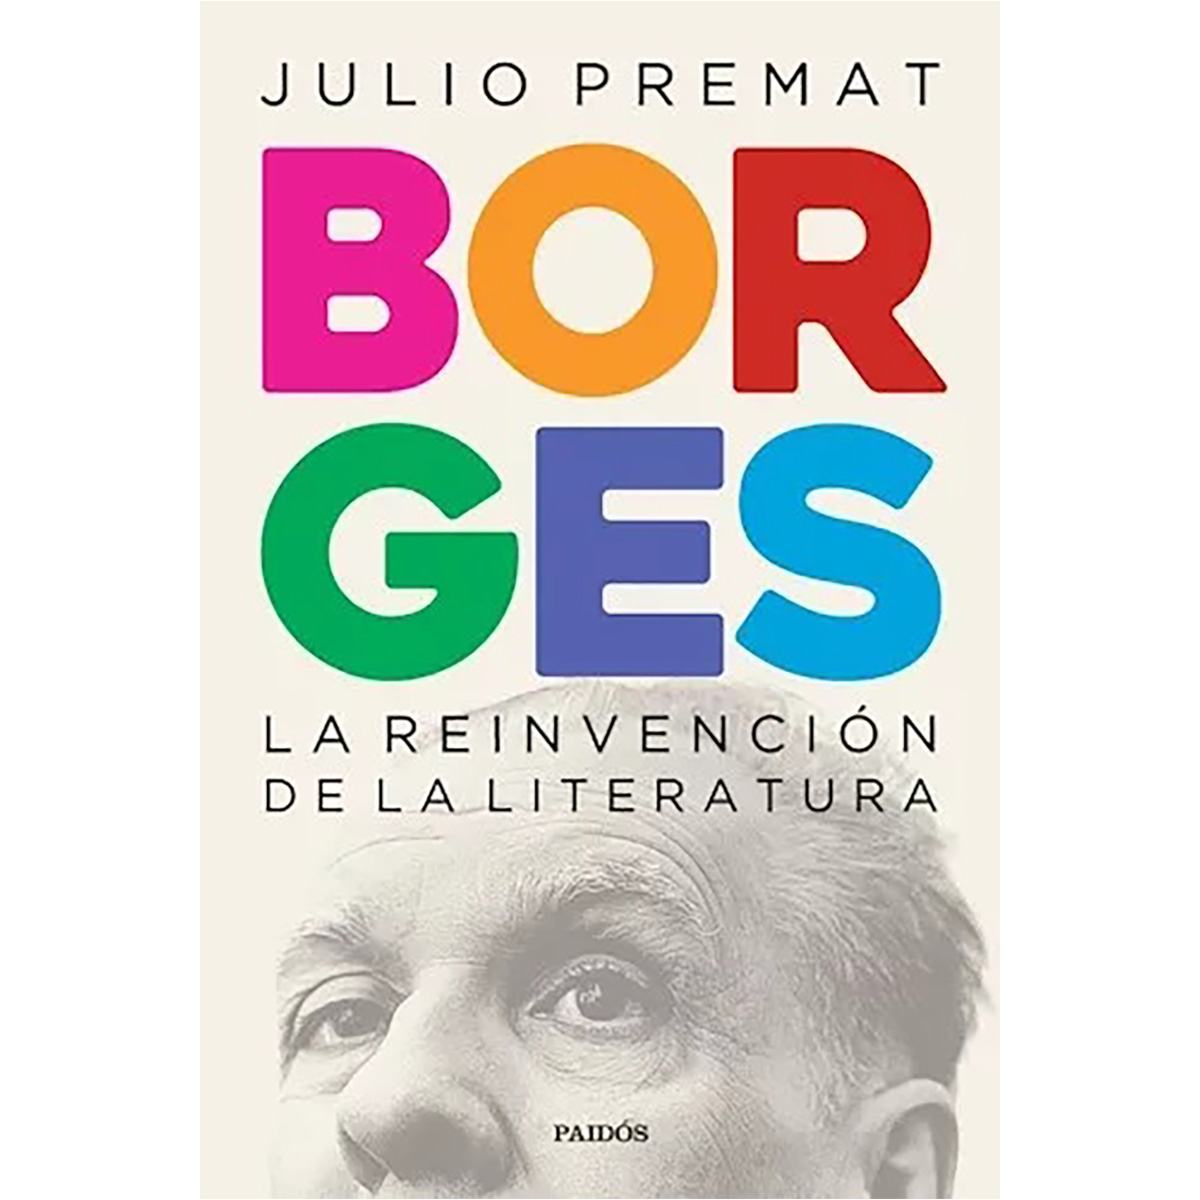 JULIO PREMAT
BOR
GES
LA REINVENCIÓN
DE LA LITERATURA
PAIDÓS